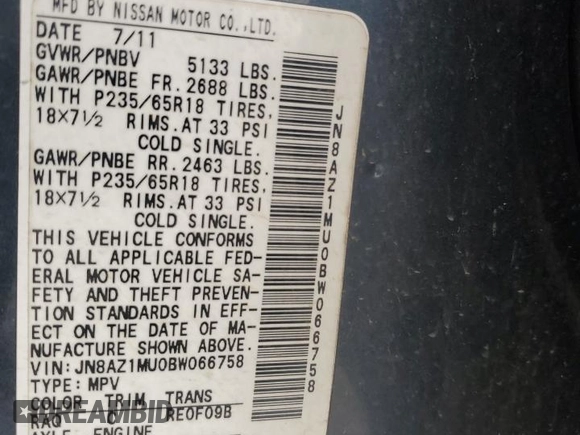 MFD BY NISSAN MOTOR CO.,LTD.
DATE 7/11
GVWR/PNBV 5133 LBS.
GAWR/PNBE FR. 2688 LBS.
WITH P235/65R18 TIRES,
18×7½ RIMS.AT 33 PSI
COLD SINGLE.
GAWR/PNBE RR. 2463 LBS.
WITH P235/65R18 TIRES,
18×7½ RIMS.AT 33 PSI
COLD SINGLE.
THIS VEHICLE CONFORMS
TO ALL APPLICABLE FED-
ERAL MOTOR VEHICLE SA-
FETY AND THEFT PREVEN-
TION STANDARDS IN EFF-
ECT ON THE DATE OF MA-
NUFACTURE SHOWN ABOVE.
VIN:JN8AZ1MU0BW066758
TYPE: MPV
COLOR TRIM TRANS
RAQ RE0F09B
AXLE ENGINE
JN8AZ1MU0BW066758
EPICVIN